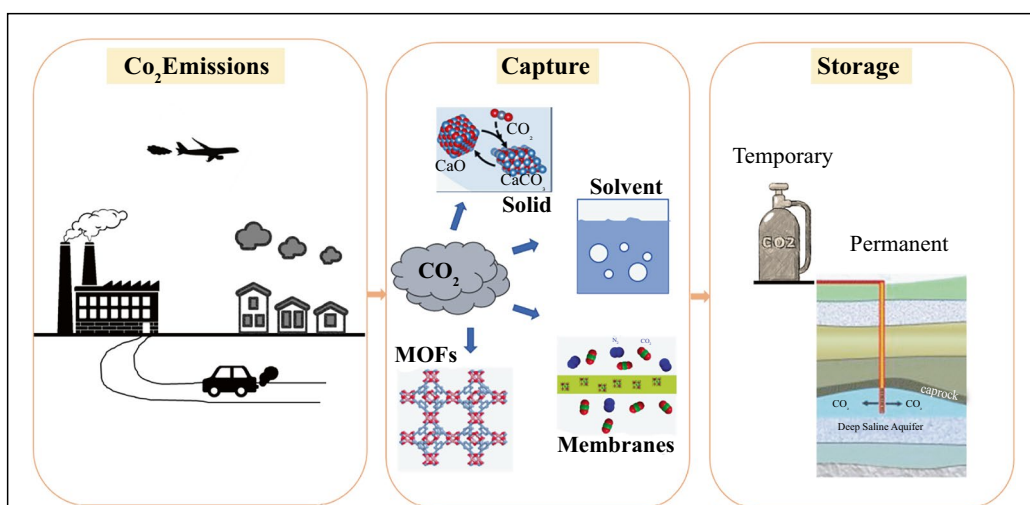 Co₂Emissions
Capture
CO₂
CaO
CaCO₃
Solid
Solvent
CO₂
MOFs
N₂
CO₂
Membranes
Storage
Temporary
CO2
Permanent
caprock
CO₂
CO₂
Deep Saline Aquifer